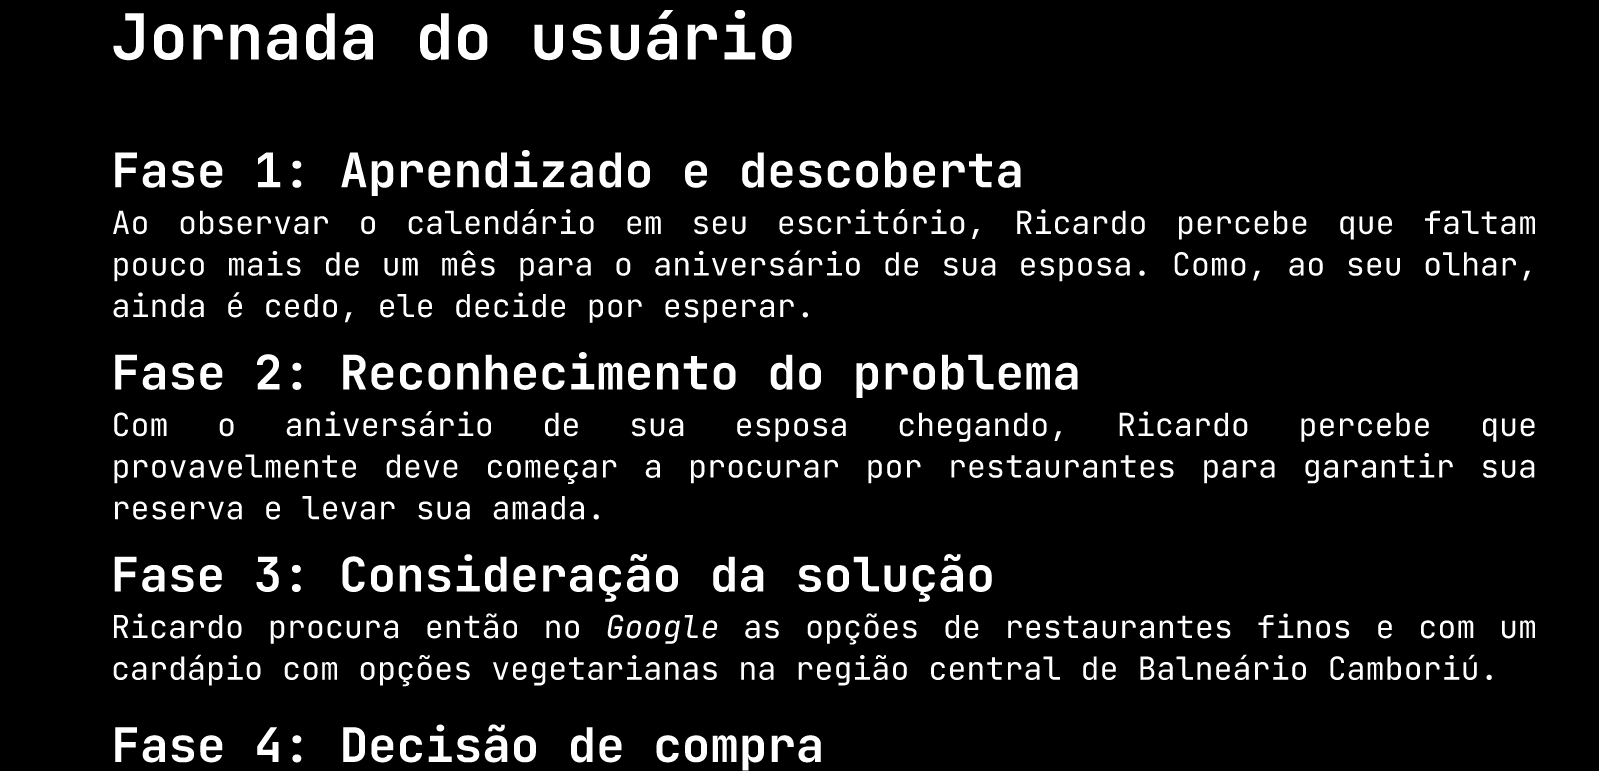 Jornada do usuário
Fase 1: Aprendizado e descoberta
Ao observar o calendário em seu escritório, Ricardo percebe que faltam
pouco mais de um mês para o aniversário de sua esposa. Como, ao seu olhar,
ainda é cedo, ele decide por esperar.
Fase 2: Reconhecimento do problema
Com o aniversário de sua esposa chegando, Ricardo percebe que
provavelmente deve começar a procurar por restaurantes para garantir sua
reserva e levar sua amada.
Fase 3: Consideração da solução
Ricardo procura então no Google as opções de restaurantes finos e com um
cardápio com opções vegetarianas na região central de Balneário Camboriú.
Fase 4: Decisão de compra